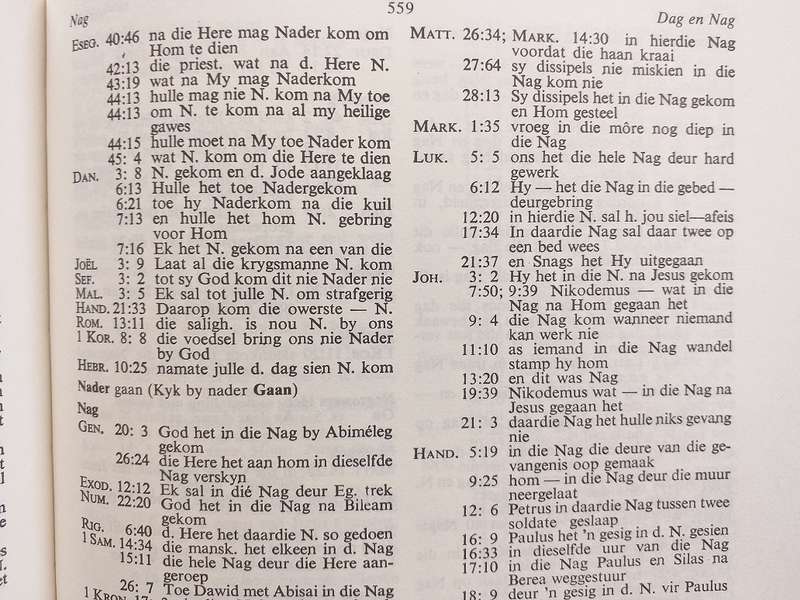 559
Nag
Dag en Nag
ESEG. 40:46 na die Here mag Nader kom om
Hom te dien
42:13 die priest. wat na d. Here N.
43:19 wat na My mag Naderkom
44:13 hulle mag nie N. kom na My toe
44:13 om N. te kom na al my heilige
gawes
44:15 hulle moet na My toe Nader kom
45: 4 wat N. kom om die Here te dien
DAN. 3: 8 N. gekom en d. Jode aangeklaag
6:13 Hulle het toe Nadergekom
6:21 toe hy Naderkom na die kuil
7:13 en hulle het hom N. gebring
voor Hom
7:16 Ek het N. gekom na een van die
JOËL 3: 9 Laat al die krygsmanne N. kom
SEF. 3: 2 tot sy God kom dit nie Nader nie
MAL. 3: 5 Ek sal tot julle N. om strafgerig
HAND. 21:33 Daarop kom die owerste — N.
ROM. 13:11 die saligh. is nou N. by ons
1 KOR. 8: 8 die voedsel bring ons nie Nader
by God
HEBR. 10:25 namate julle d. dag sien N. kom
Nader gaan (Kyk by nader Gaan)
Nag
GEN. 20: 3 God het in die Nag by Abiméleg
gekom
26:24 die Here het aan hom in dieselfde
Nag verskyn
EXOD. 12:12 Ek sal in dié Nag deur Eg. trek
NUM. 22:20 God het in die Nag na Bileam
gekom
RIG. 6:40 d. Here het daardie N. so gedoen
1 SAM. 14:34 die mansk. het elkeen in d. Nag
15:11 die hele Nag deur die Here aan-
geroep
26: 7 Toe Dawid met Abisai in die Nag
1 KRON. 17:
MATT. 26:34; MARK. 14:30 in hierdie Nag
voordat die haan kraai
27:64 sy dissipels nie miskien in die
Nag kom nie
28:13 Sy dissipels het in die Nag gekom
en Hom gesteel
MARK. 1:35 vroeg in die môre nog diep in
die Nag
LUK. 5: 5 ons het die hele Nag deur hard
gewerk
6:12 Hy — het die Nag in die gebed —
deurgebring
12:20 in hierdie N. sal h. jou siel—afeis
17:34 In daardie Nag sal daar twee op
een bed wees
21:37 en Snags het Hy uitgegaan
JOH. 3: 2 Hy het in die N. na Jesus gekom
7:50; 9:39 Nikodemus — wat in die
Nag na Hom gegaan het
9: 4 die Nag kom wanneer niemand
kan werk nie
11:10 as iemand in die Nag wandel
stamp hy hom
13:20 en dit was Nag
19:39 Nikodemus wat — in die Nag na
Jesus gegaan het
21: 3 daardie Nag het hulle niks gevang
nie
HAND. 5:19 in die Nag die deure van die ge-
vangenis oop gemaak
9:25 hom — in die Nag deur die muur
neergelaat
12: 6 Petrus in daardie Nag tussen twee
soldate geslaap
16: 9 Paulus het 'n gesig in d. N. gesien
16:33 in dieselfde uur van die Nag
17:10 in die Nag Paulus en Silas na
Berea weggestuur
18: 9 deur 'n gesig in d. N. vir Paulus